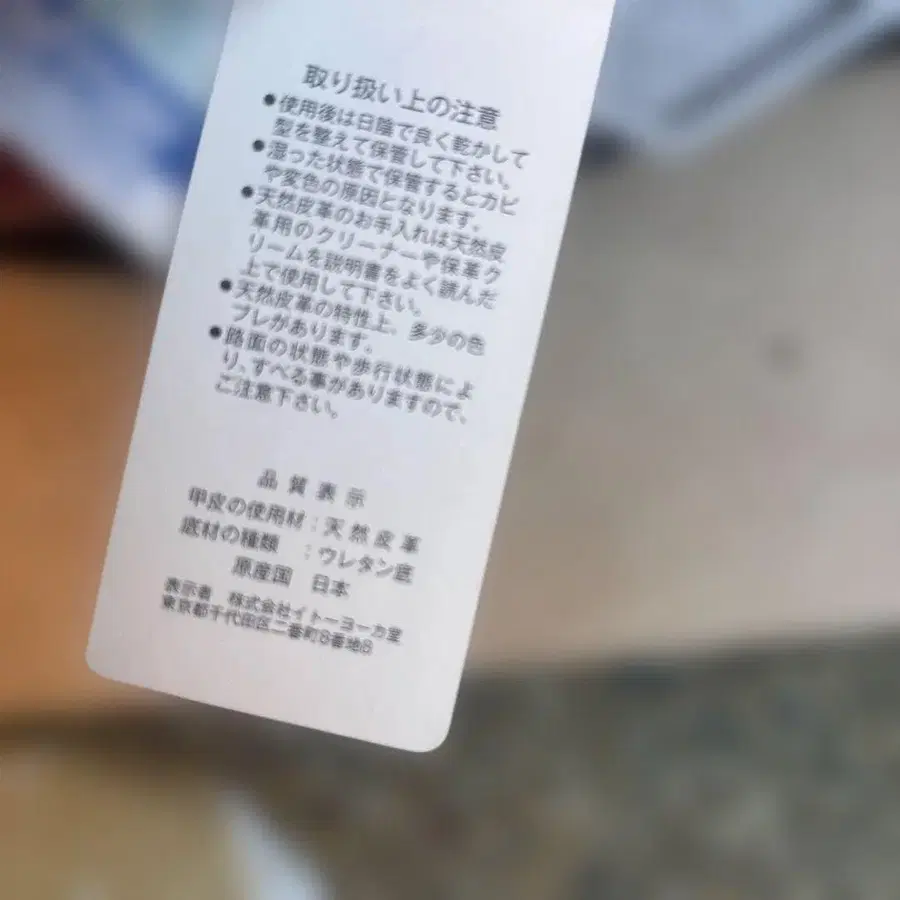 取り扱い上の注意
●使用後は日陰で良く乾かして
型を整えて保管して下さい。
●湿った状態で保管するとカビ
や変色の原因となります。
●天然皮革のお手入れは天然皮
革用のクリーナーや保革ク
リームを説明書をよく読んだ
上で使用して下さい。
●天然皮革の特性上、多少の色
ブレがあります。
●路面の状態や歩行状態によ
り、すべる事がありますので、
ご注意下さい。
品質表示
甲皮の使用材：天然皮革
底材の種類 ：ウレタン底
原産国 日本
表示者 株式会社イトーヨーカ堂
東京都千代田区二番町8番地8